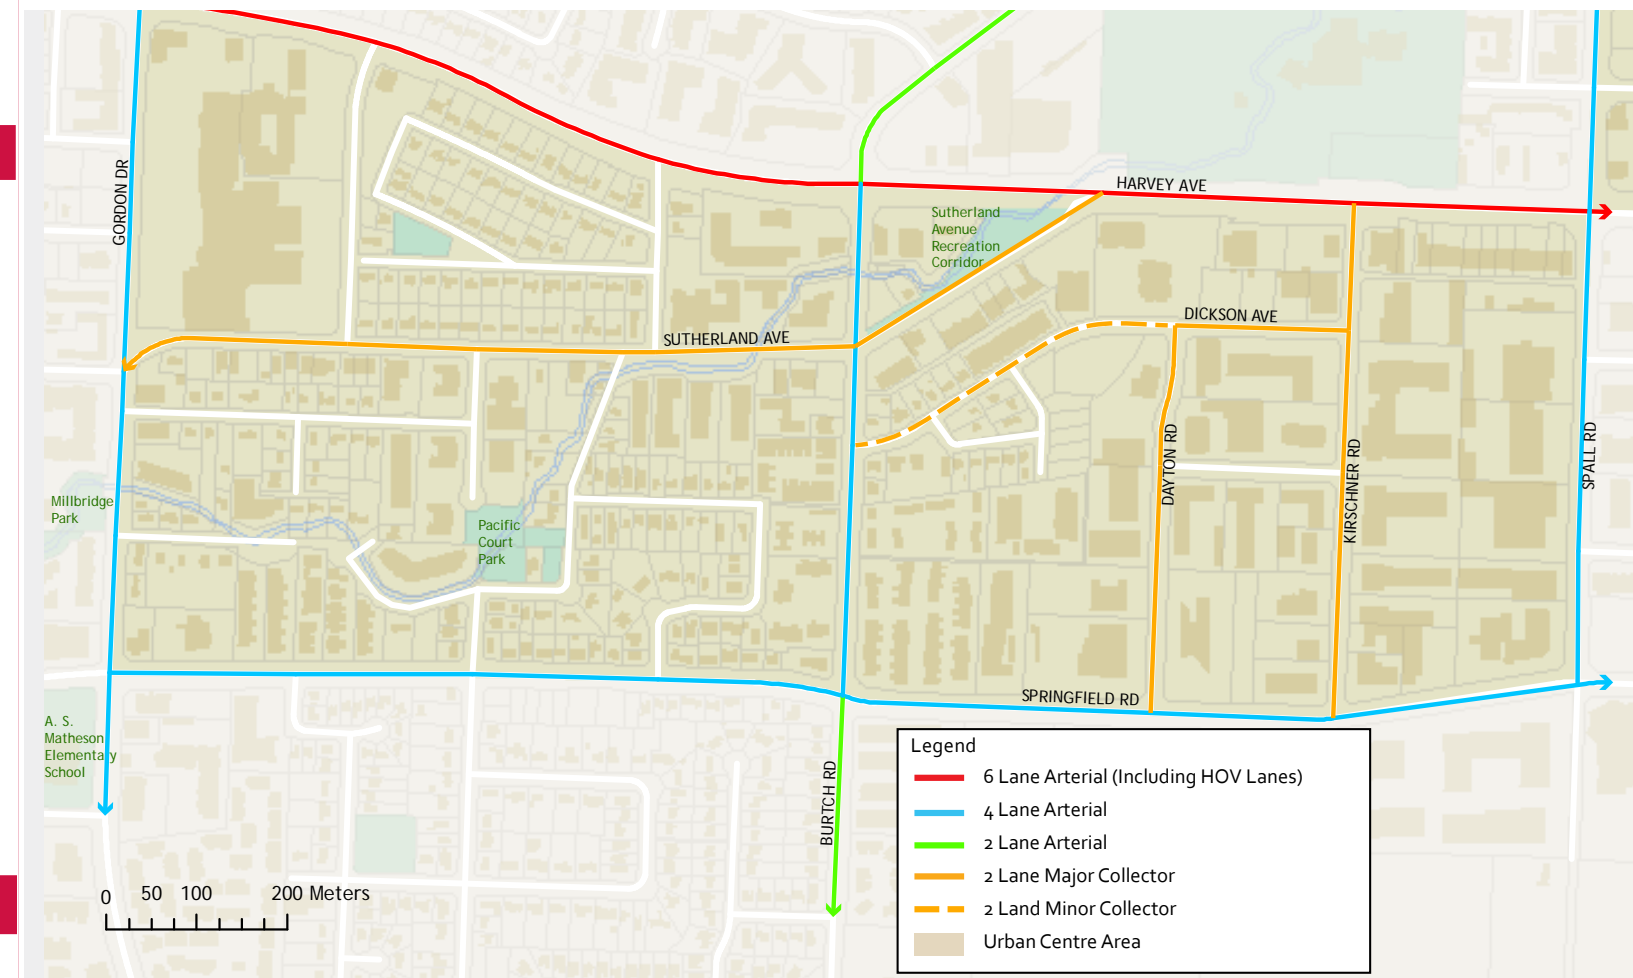 HARVEY AVE
GORDON DR
Sutherland
Avenue
Recreation
Corridor
DICKSON AVE
SUTHERLAND AVE
DAYTON RD
KIRSCHNER RD
SPALL RD
Millbridge
Park
Pacific
Court
Park
SPRINGFIELD RD
A. S.
Matheson
Elementary
School
BURTCH RD
Legend
6 Lane Arterial (Including HOV Lanes)
4 Lane Arterial
2 Lane Arterial
2 Lane Major Collector
2 Land Minor Collector
Urban Centre Area
0 50 100 200 Meters